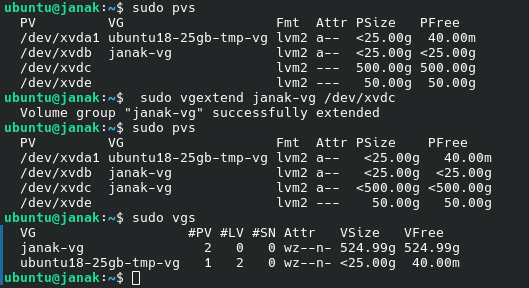 ubuntu@janak:~$ sudo pvs
  PV         VG                   Fmt  Attr PSize   PFree
  /dev/xvda1 ubuntu18-25gb-tmp-vg lvm2 a--  <25.00g  40.00m
  /dev/xvdb  janak-vg             lvm2 a--  <25.00g <25.00g
  /dev/xvdc                       lvm2 ---  500.00g 500.00g
  /dev/xvde                       lvm2 ---   50.00g  50.00g
ubuntu@janak:~$  sudo vgextend janak-vg /dev/xvdc
  Volume group "janak-vg" successfully extended
ubuntu@janak:~$ sudo pvs
  PV         VG                   Fmt  Attr PSize    PFree
  /dev/xvda1 ubuntu18-25gb-tmp-vg lvm2 a--   <25.00g   40.00m
  /dev/xvdb  janak-vg             lvm2 a--   <25.00g  <25.00g
  /dev/xvdc  janak-vg             lvm2 a--  <500.00g <500.00g
  /dev/xvde                       lvm2 ---    50.00g   50.00g
ubuntu@janak:~$ sudo vgs
  VG                   #PV #LV #SN Attr   VSize   VFree
  janak-vg               2   0   0 wz--n- 524.99g 524.99g
  ubuntu18-25gb-tmp-vg   1   2   0 wz--n- <25.00g  40.00m
ubuntu@janak:~$